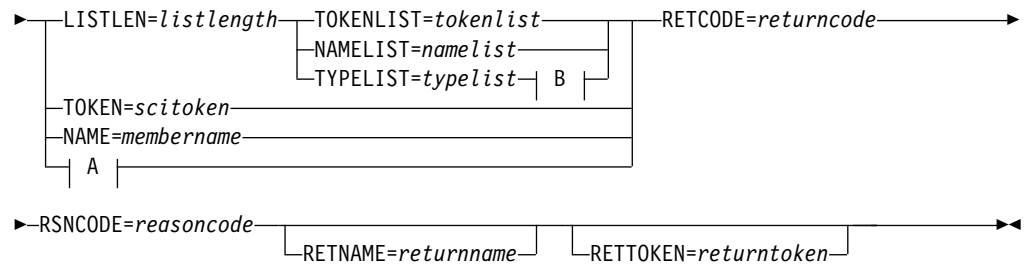 LISTLEN=listlength TOKENLIST=tokenlist RETCODE=returncode
NAMELIST=namelist
TYPELIST=typelist B
TOKEN=scitoken
NAME=membername
A
RSNCODE=reasoncode
RETNAME=returnname RETTOKEN=returntoken